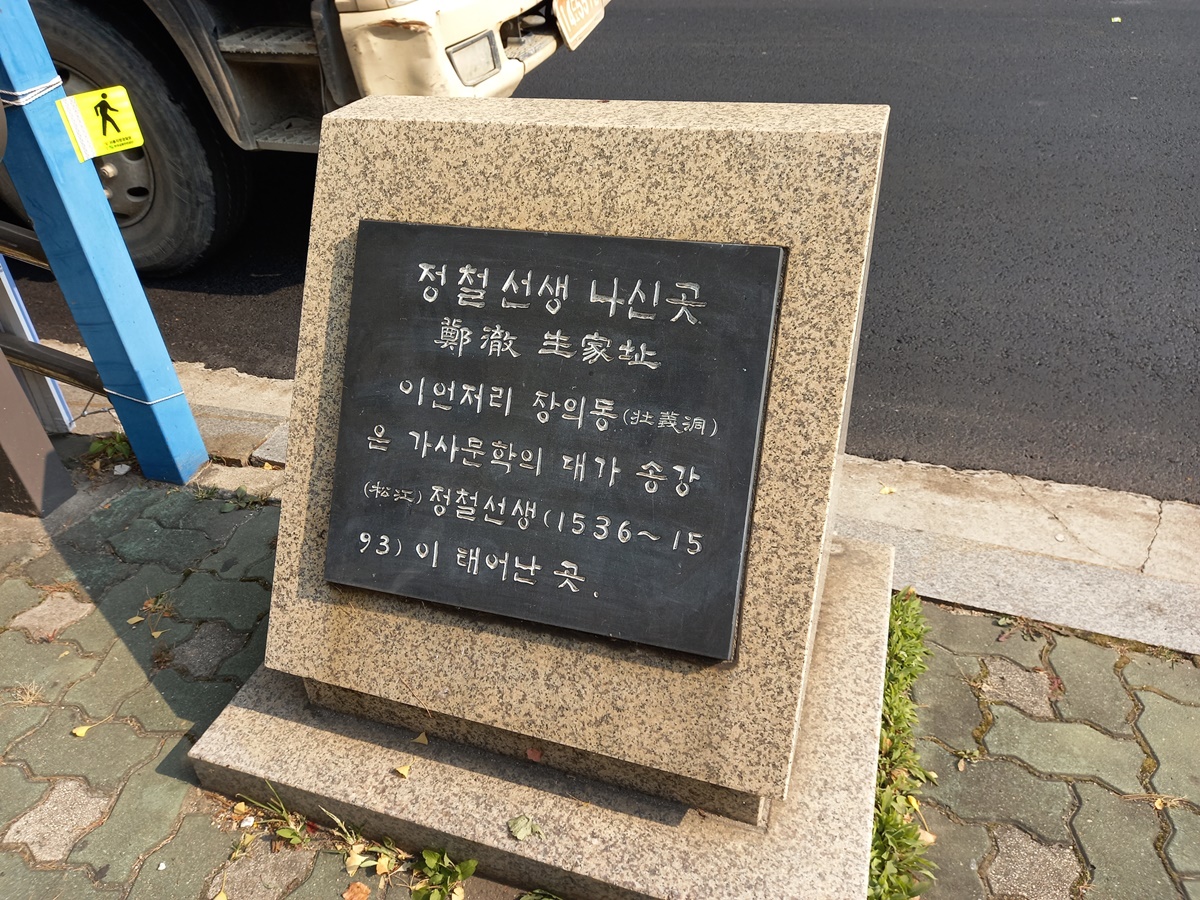 정철선생 나신곳
鄭澈 生家址
이언저리 장의동(壯義洞)
은 가사문학의 대가 송강
(松江) 정철선생(1536~15
93)이 태어난 곳.